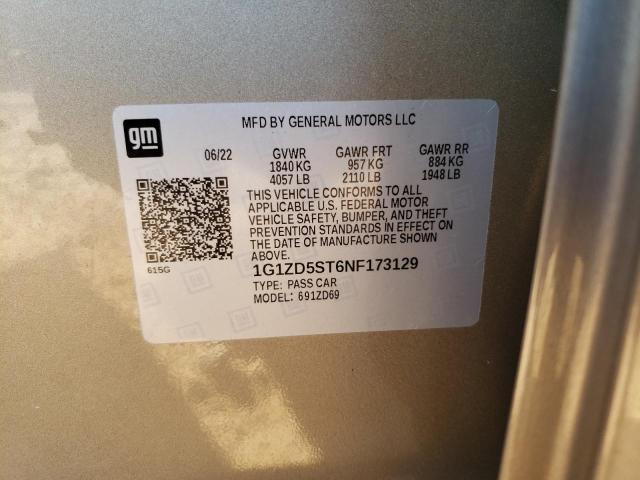 gm
MFD BY GENERAL MOTORS LLC
06/22 GVWR GAWR FRT GAWR RR
1840 KG 957 KG 884 KG
4057 LB 2110 LB 1948 LB
THIS VEHICLE CONFORMS TO ALL
APPLICABLE U.S. FEDERAL MOTOR
VEHICLE SAFETY, BUMPER, AND THEFT
PREVENTION STANDARDS IN EFFECT ON
THE DATE OF MANUFACTURE SHOWN
ABOVE.
615G
1G1ZD5ST6NF173129
TYPE: PASS CAR
MODEL: 691ZD69